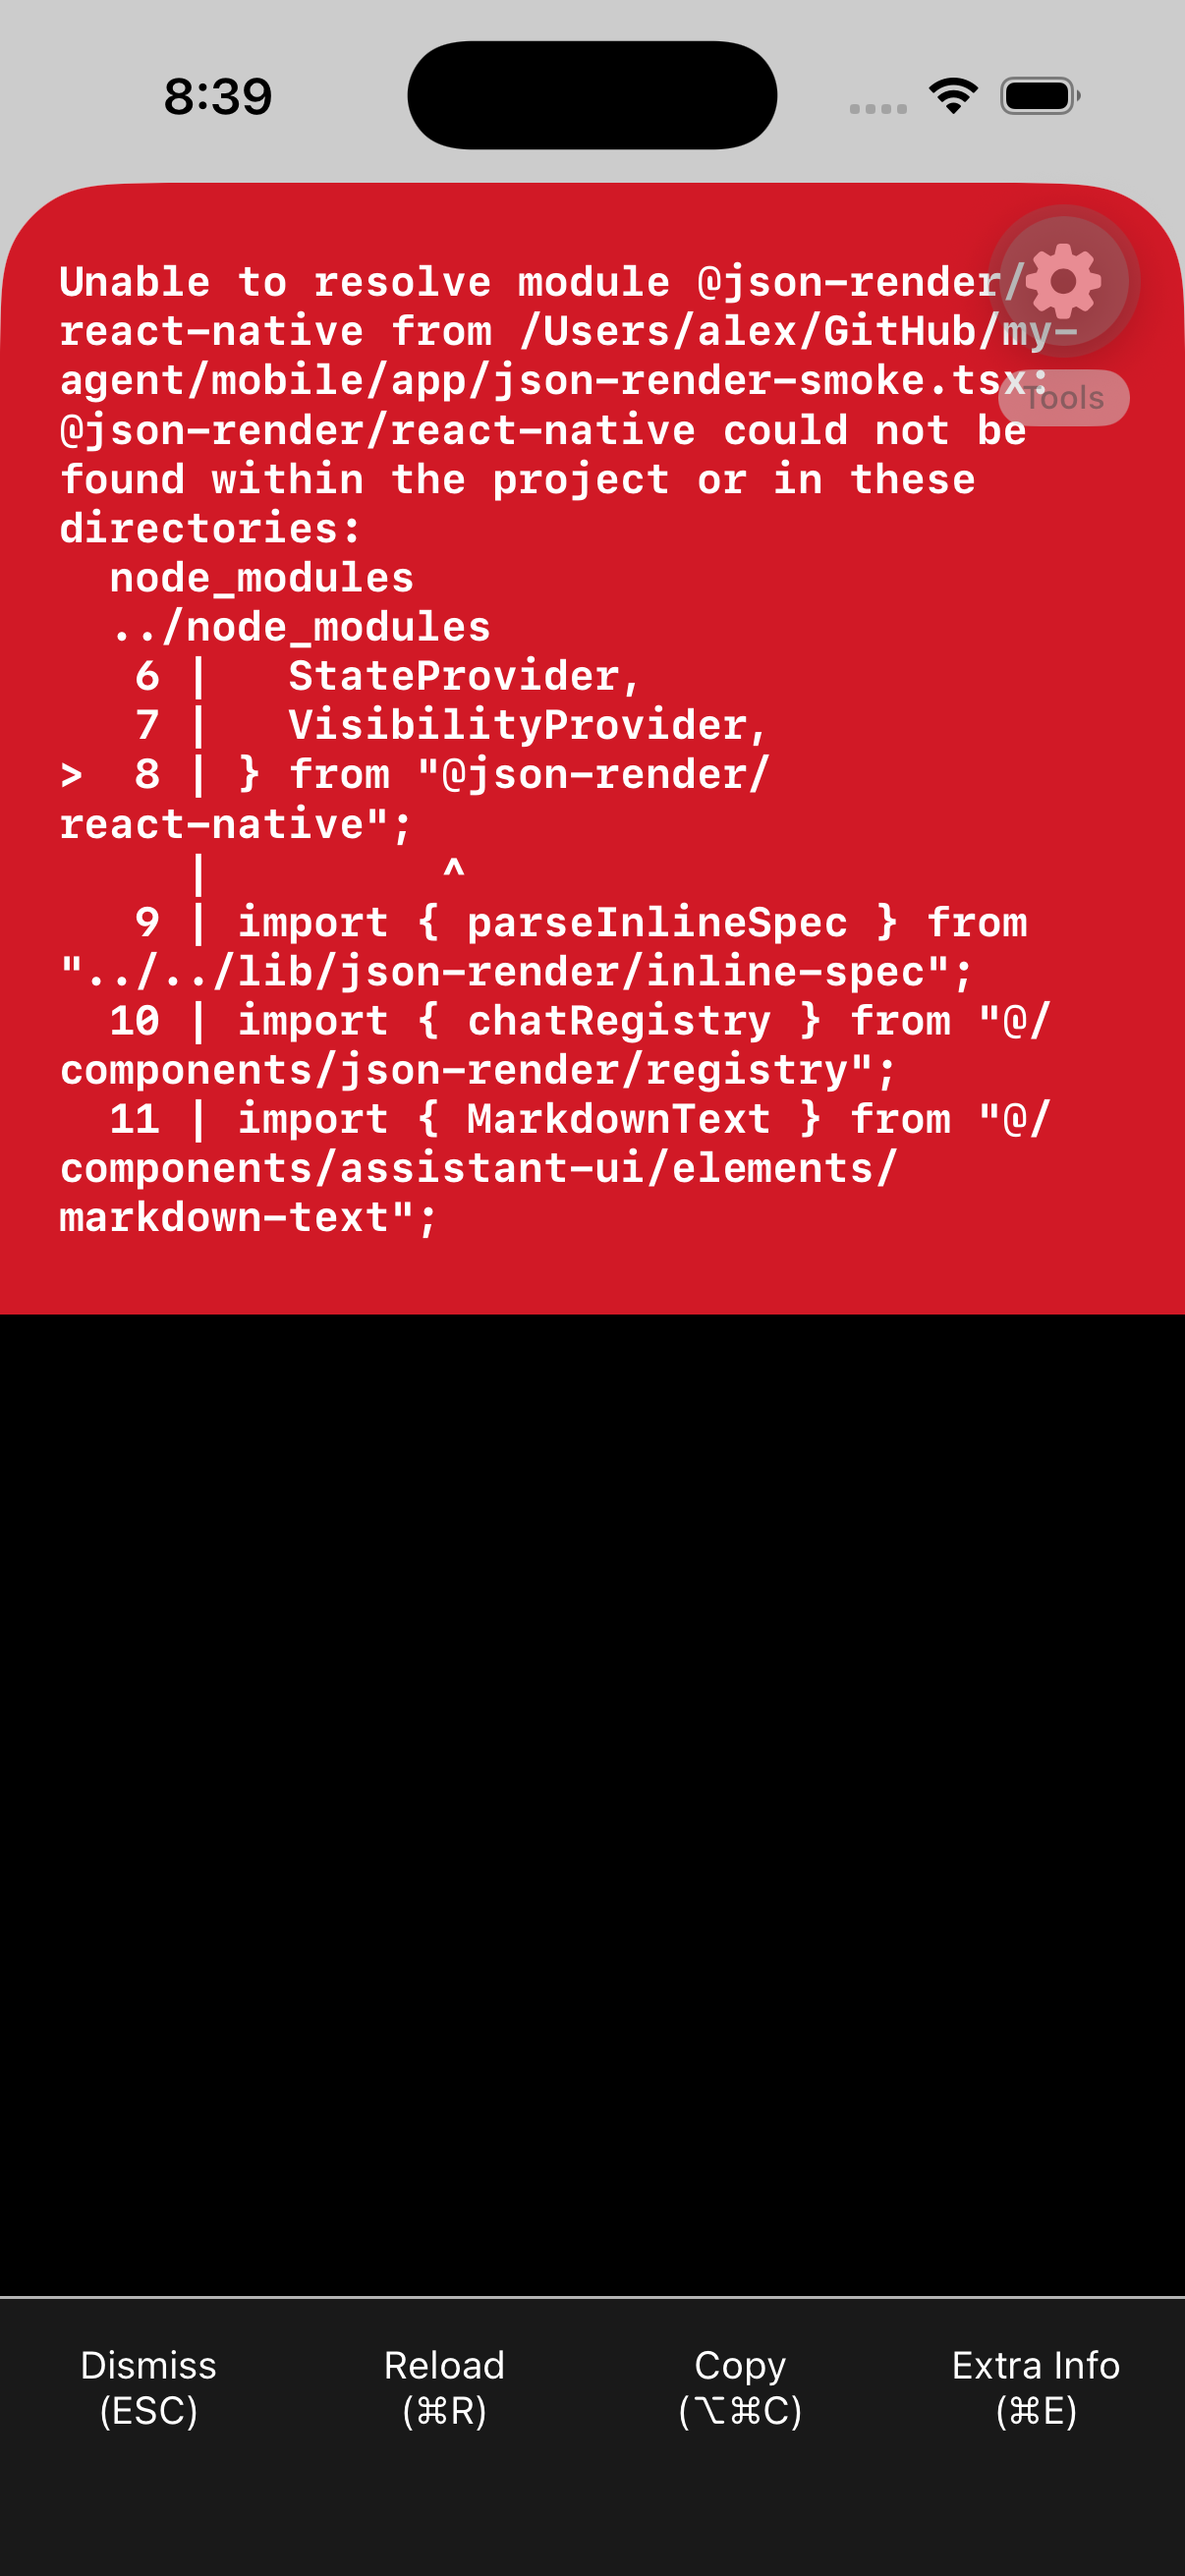 8:39
Unable to resolve module @json-render/
react-native from /Users/alex/GitHub/my-
agent/mobile/app/json-render-smoke.tsx:
@json-render/react-native could not be
found within the project or in these
directories:
  node_modules
  ../node_modules
   6 |   StateProvider,
   7 |   VisibilityProvider,
>  8 | } from "@json-render/
react-native";
     |         ^
   9 | import { parseInlineSpec } from
"../../lib/json-render/inline-spec";
  10 | import { chatRegistry } from "@/
components/json-render/registry";
  11 | import { MarkdownText } from "@/
components/assistant-ui/elements/
markdown-text";
Tools
Dismiss
(ESC)
Reload
(⌘R)
Copy
(⌥⌘C)
Extra Info
(⌘E)